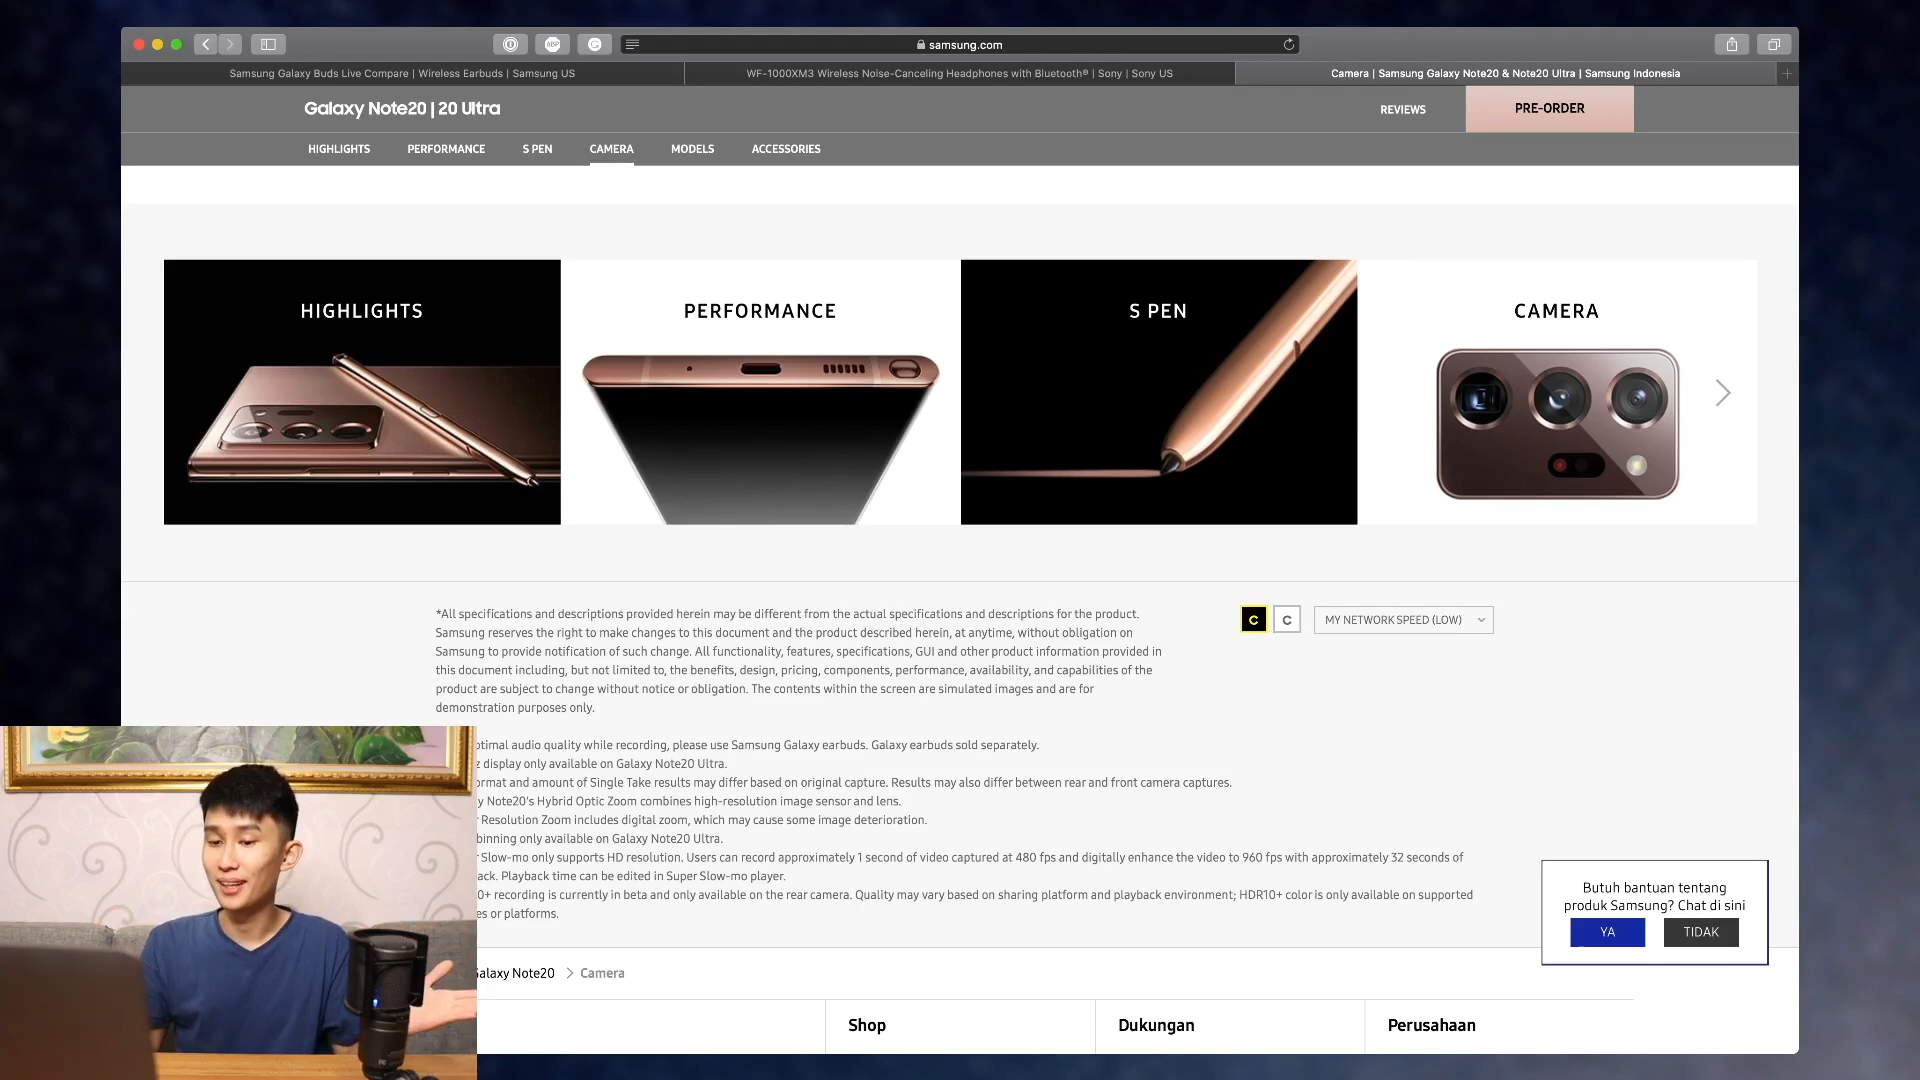 samsung.com
Samsung Galaxy Buds Live Compare | Wireless Earbuds | Samsung US
WF-1000XM3 Wireless Noise-Canceling Headphones with Bluetooth® | Sony | Sony US
Camera | Samsung Galaxy Note20 & Note20 Ultra | Samsung Indonesia
Galaxy Note20 | 20 Ultra
REVIEWS
PRE-ORDER
HIGHLIGHTS
PERFORMANCE
S PEN
CAMERA
MODELS
ACCESSORIES
HIGHLIGHTS
PERFORMANCE
S PEN
CAMERA
*All specifications and descriptions provided herein may be different from the actual specifications and descriptions for the product.
Samsung reserves the right to make changes to this document and the product described herein, at anytime, without obligation on
Samsung to provide notification of such change. All functionality, features, specifications, GUI and other product information provided in
this document including, but not limited to, the benefits, design, pricing, components, performance, availability, and capabilities of the
product are subject to change without notice or obligation. The contents within the screen are simulated images and are for
demonstration purposes only.
C
C
MY NETWORK SPEED (LOW)
ptimal audio quality while recording, please use Samsung Galaxy earbuds. Galaxy earbuds sold separately.
z display only available on Galaxy Note20 Ultra.
ormat and amount of Single Take results may differ based on original capture. Results may also differ between rear and front camera captures.
y Note20's Hybrid Optic Zoom combines high-resolution image sensor and lens.
r Resolution Zoom includes digital zoom, which may cause some image deterioration.
binning only available on Galaxy Note20 Ultra.
r Slow-mo only supports HD resolution. Users can record approximately 1 second of video captured at 480 fps and digitally enhance the video to 960 fps with approximately 32 seconds of
ack. Playback time can be edited in Super Slow-mo player.
0+ recording is currently in beta and only available on the rear camera. Quality may vary based on sharing platform and playback environment; HDR10+ color is only available on supported
es or platforms.
Butuh bantuan tentang
produk Samsung? Chat di sini
YA
TIDAK
Galaxy Note20
Camera
Shop
Dukungan
Perusahaan